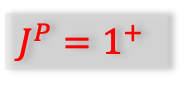 J^P = 1^+